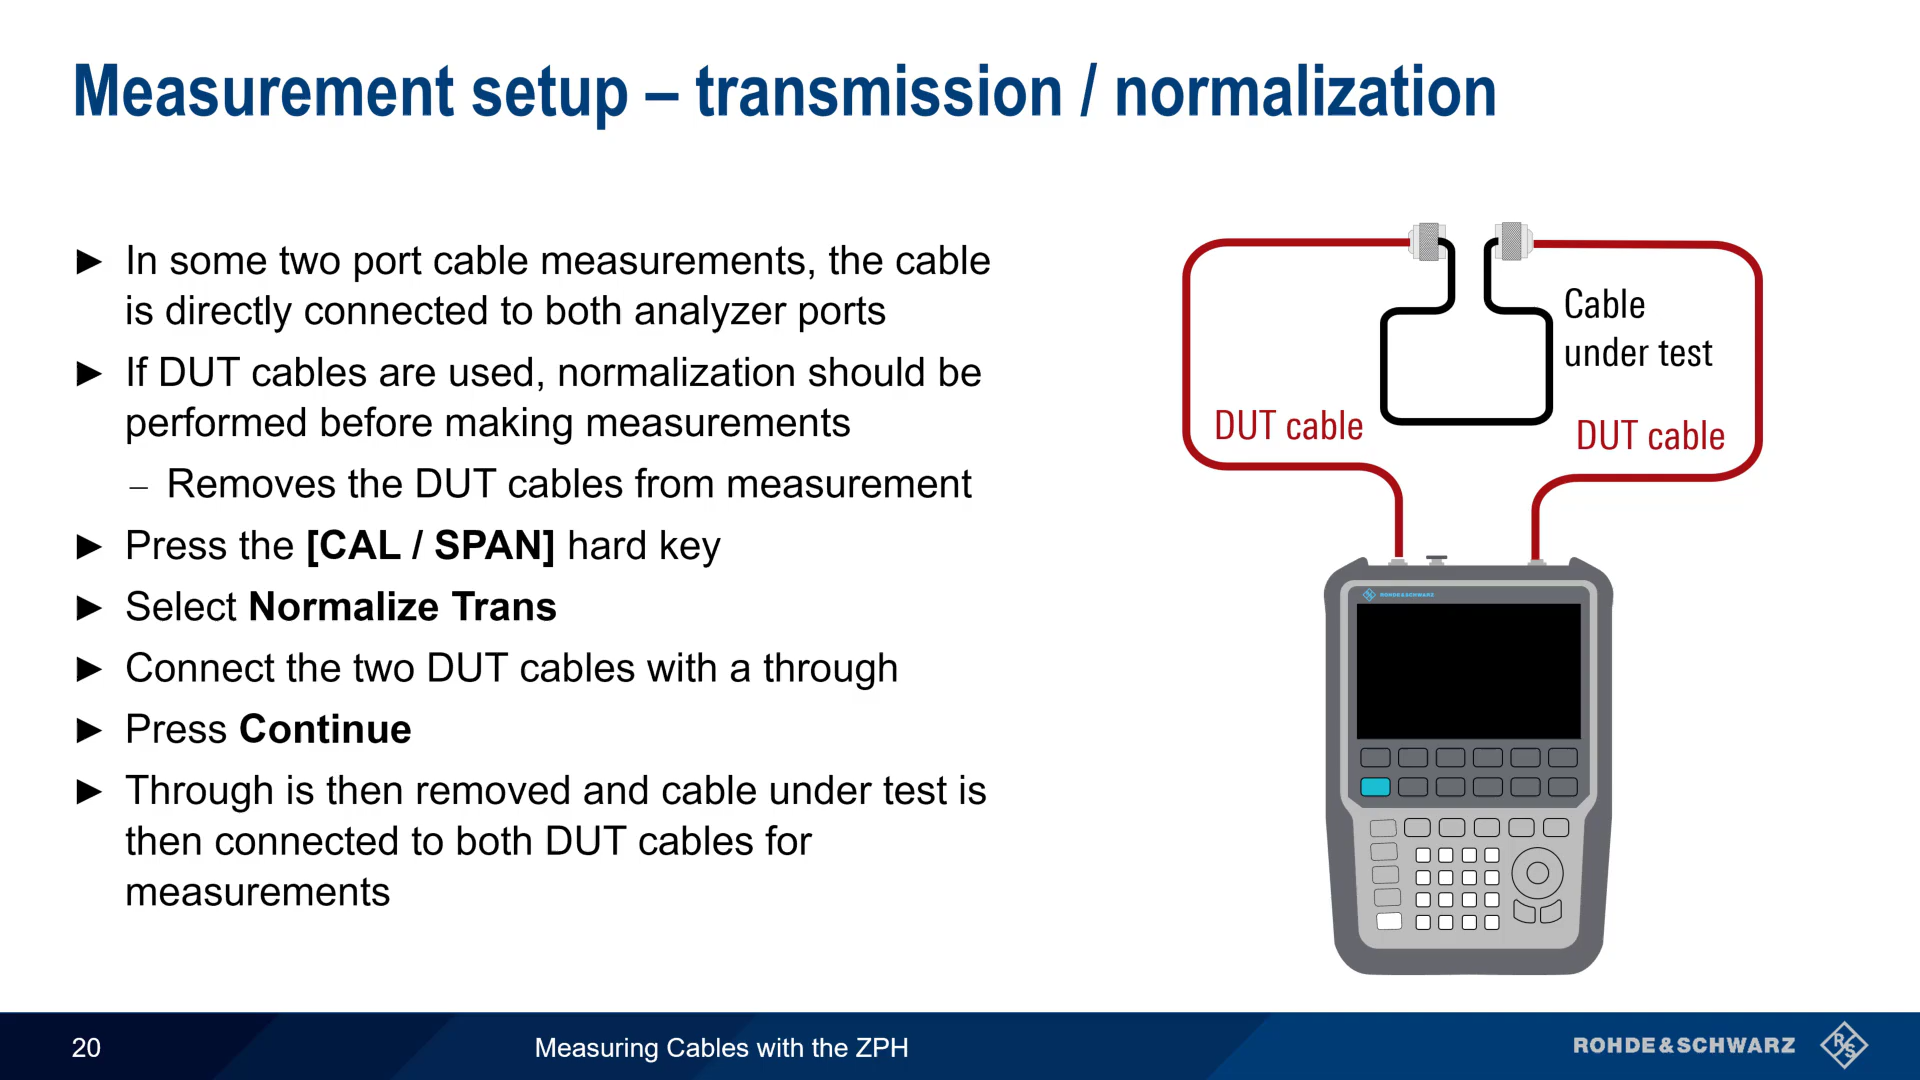 Measurement setup – transmission / normalization
► In some two port cable measurements, the cable
is directly connected to both analyzer ports
► If DUT cables are used, normalization should be
performed before making measurements
– Removes the DUT cables from measurement
► Press the [CAL / SPAN] hard key
► Select Normalize Trans
► Connect the two DUT cables with a through
► Press Continue
► Through is then removed and cable under test is
then connected to both DUT cables for
measurements
Cable
under test
DUT cable
DUT cable
ROHDE&SCHWARZ
20
Measuring Cables with the ZPH
ROHDE&SCHWARZ
R&S